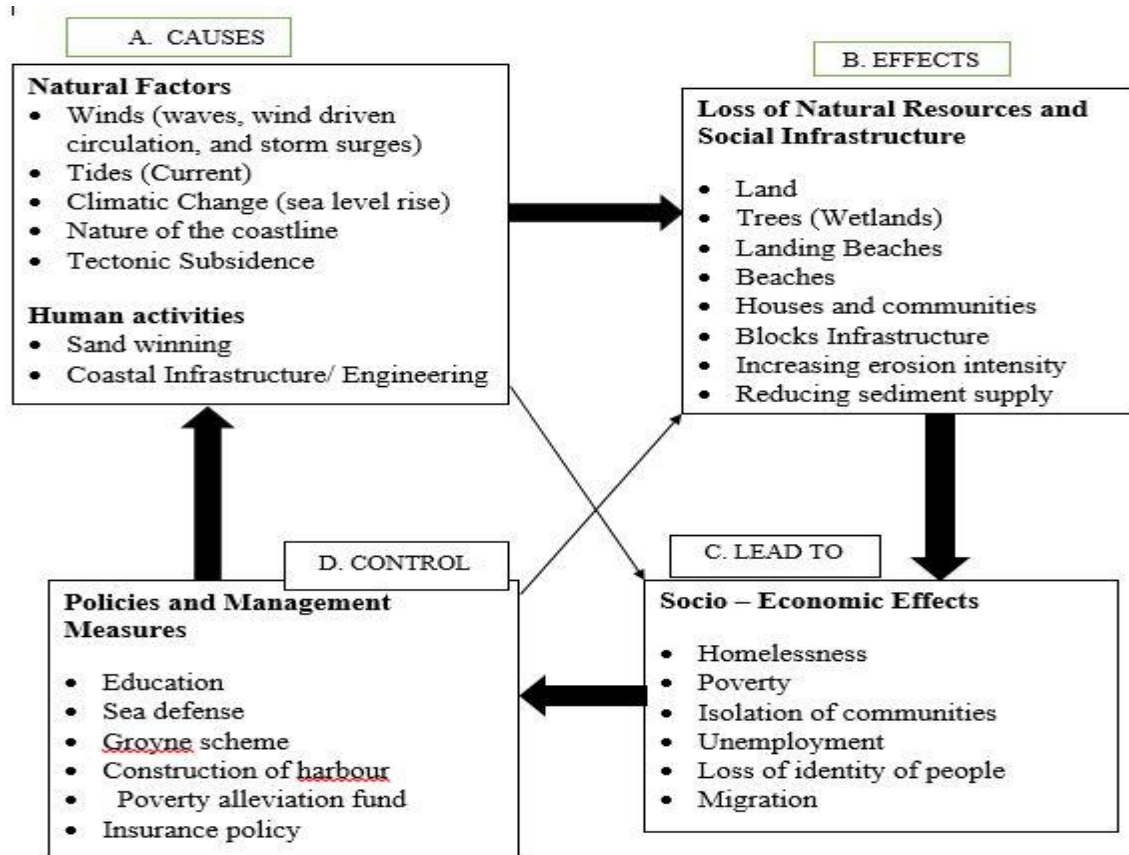 A. CAUSES
Natural Factors
• Winds (waves, wind driven
circulation, and storm surges)
• Tides (Current)
• Climatic Change (sea level rise)
• Nature of the coastline
• Tectonic Subsidence
Human activities
• Sand winning
• Coastal Infrastructure/ Engineering
B. EFFECTS
Loss of Natural Resources and
Social Infrastructure
• Land
• Trees (Wetlands)
• Landing Beaches
• Beaches
• Houses and communities
• Blocks Infrastructure
• Increasing erosion intensity
• Reducing sediment supply
C. LEAD TO
Socio – Economic Effects
• Homelessness
• Poverty
• Isolation of communities
• Unemployment
• Loss of identity of people
• Migration
D. CONTROL
Policies and Management
Measures
• Education
• Sea defense
• Groyne scheme
• Construction of harbour
• Poverty alleviation fund
• Insurance policy